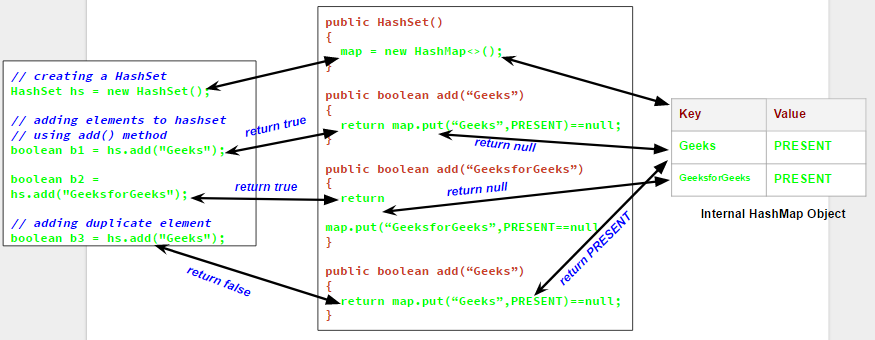 // creating a HashSet
HashSet hs = new HashSet();
// adding elements to hashset
// using add() method
boolean b1 = hs.add("Geeks");
boolean b2 =
hs.add("GeeksforGeeks");
// adding duplicate element
boolean b3 = hs.add("Geeks");
return true
return true
return false
public HashSet()
{
map = new HashMap<>();
}
public boolean add(“Geeks”)
{
return map.put(“Geeks”,PRESENT)==null;
}
public boolean add(“GeeksforGeeks”)
{
return
map.put(“GeeksforGeeks”,PRESENT==null
}
public boolean add(“Geeks”)
{
return map.put(“Geeks”,PRESENT)==null;
}
return null
return null
return PRESENT
Key Value
Geeks PRESENT
GeeksforGeeks PRESENT
Internal HashMap Object